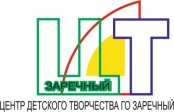 ЦТ
ЗАРЕЧНЫЙ
ЦЕНТР ДЕТСКОГО ТВОРЧЕСТВА ГО ЗАРЕЧНЫЙ